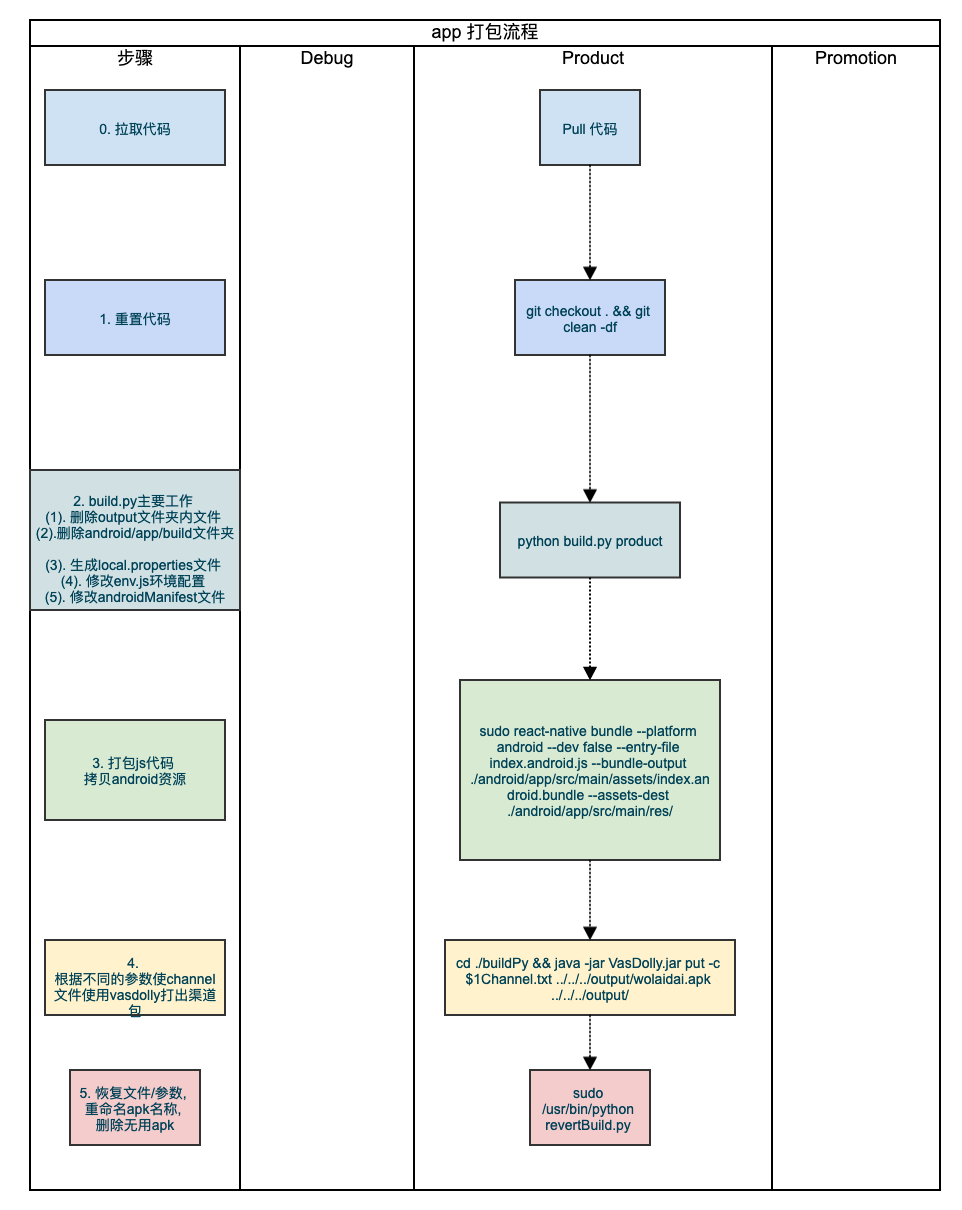 app 打包流程
步骤
Debug
Product
Promotion
0. 拉取代码
Pull 代码
1. 重置代码
git checkout . && git
clean -df
2. build.py主要工作
(1). 删除output文件夹内文件
(2).删除android/app/build文件夹
(3). 生成local.properties文件
(4). 修改env.js环境配置
(5). 修改androidManifest文件
python build.py product
3. 打包js代码
拷贝android资源
sudo react-native bundle --platform
android --dev false --entry-file
index.android.js --bundle-output
./android/app/src/main/assets/index.an
droid.bundle --assets-dest
./android/app/src/main/res/
4.
根据不同的参数使channel
文件使用vasdolly打出渠道
包
cd ./buildPy && java -jar VasDolly.jar put -c
$1Channel.txt ../../../output/wolaidai.apk
../../../output/
5. 恢复文件/参数,
重命名apk名称,
删除无用apk
sudo
/usr/bin/python
revertBuild.py